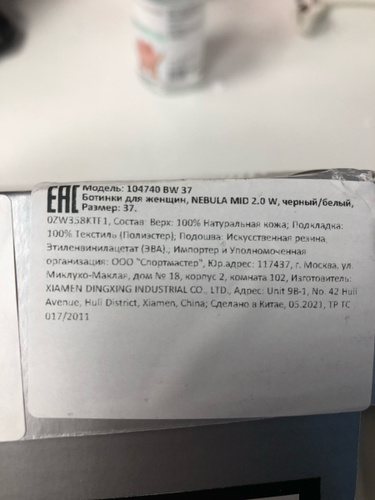 EAC
Модель: 104740 BW 37
Ботинки для женщин, NEBULA MID 2.0 W, черный/белый,
Размер: 37.
0ZW358KTF1, Состав: Верх: 100% Натуральная кожа; Подкладка:
100% Текстиль (Полиэстер); Подошва: Искусственная резина,
Этиленвинилацетат (ЭВА)., Импортер и Уполномоченная
организация: ООО "Спортмастер", Юр.адрес: 117437, г. Москва, ул.
Миклухо-Маклая, дом № 18, корпус 2, комната 102, Изготовитель:
XIAMEN DINGXING INDUSTRIAL CO., LTD., Адрес: Unit 9B-1, No. 42 Huli
Avenue, Huli District, Xiamen, China; Сделано в Китае, 05.2021, ТР ТС
017/2011